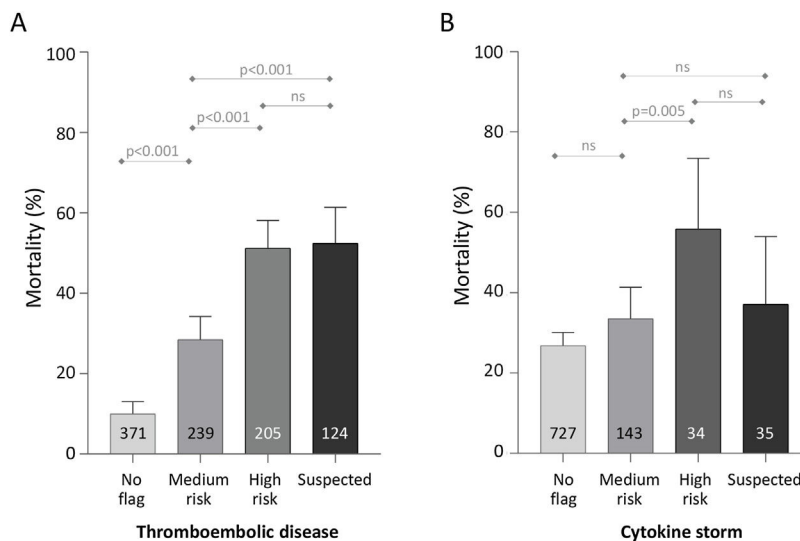 A
Mortality (%)
100
80
60
40
20
0
p<0.001
ns
p<0.001
p<0.001
371
239
205
124
No
flag
Medium
risk
High
risk
Suspected
Thromboembolic disease
B
Mortality (%)
100
80
60
40
20
0
ns
ns
p=0.005
ns
727
143
34
35
No
flag
Medium
risk
High
risk
Suspected
Cytokine storm